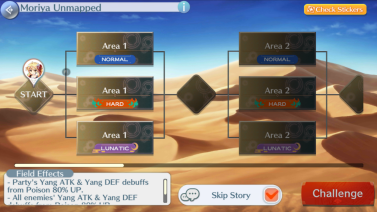 Moriya Unmapped
Check Stickers
Area 1
NORMAL
Area 2
NORMAL
START
Area 1
HARD
Area 2
HARD
Area 1
LUNATIC
Area 2
LUNATIC
Field Effects
- Party's Yang ATK & Yang DEF debuffs
from Poison 80% UP.
- All enemies' Yang ATK & Yang DEF
Skip Story
Challenge